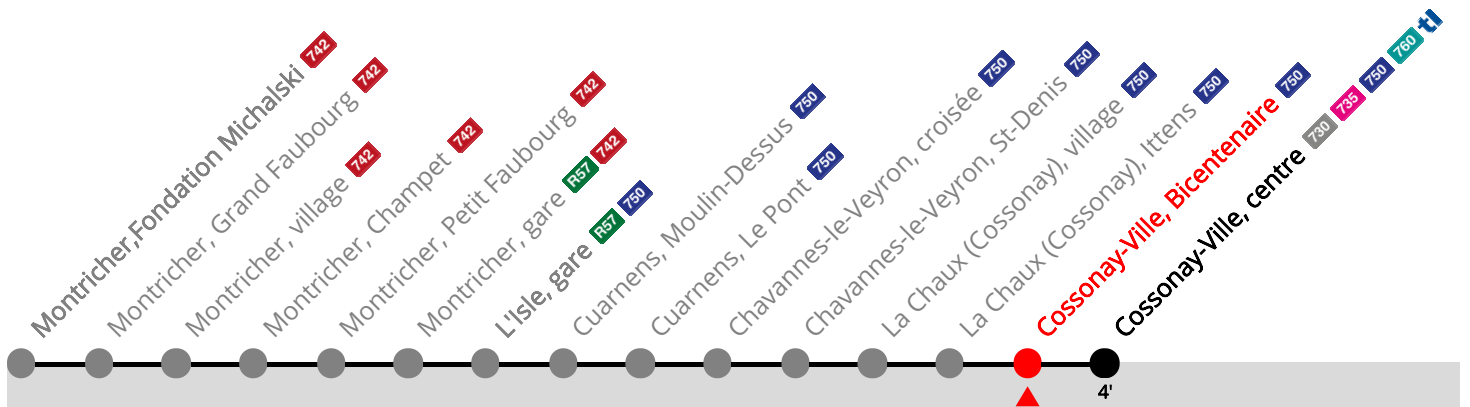 Montricher,Fondation Michalski 742
Montricher, Grand Faubourg 742
Montricher, village 742
Montricher, Champet 742
Montricher, Petit Faubourg 742
Montricher, gare R57 742
L'Isle, gare R57 750
Cuarnens, Moulin-Dessus 750
Cuarnens, Le Pont 750
Chavannes-le-Veyron, croisée 750
Chavannes-le-Veyron, St-Denis 750
La Chaux (Cossonay), village 750
La Chaux (Cossonay), Ittens 750
Cossonay-Ville, Bicentenaire 750
Cossonay-Ville, centre 730 735 750 760 tl
4'